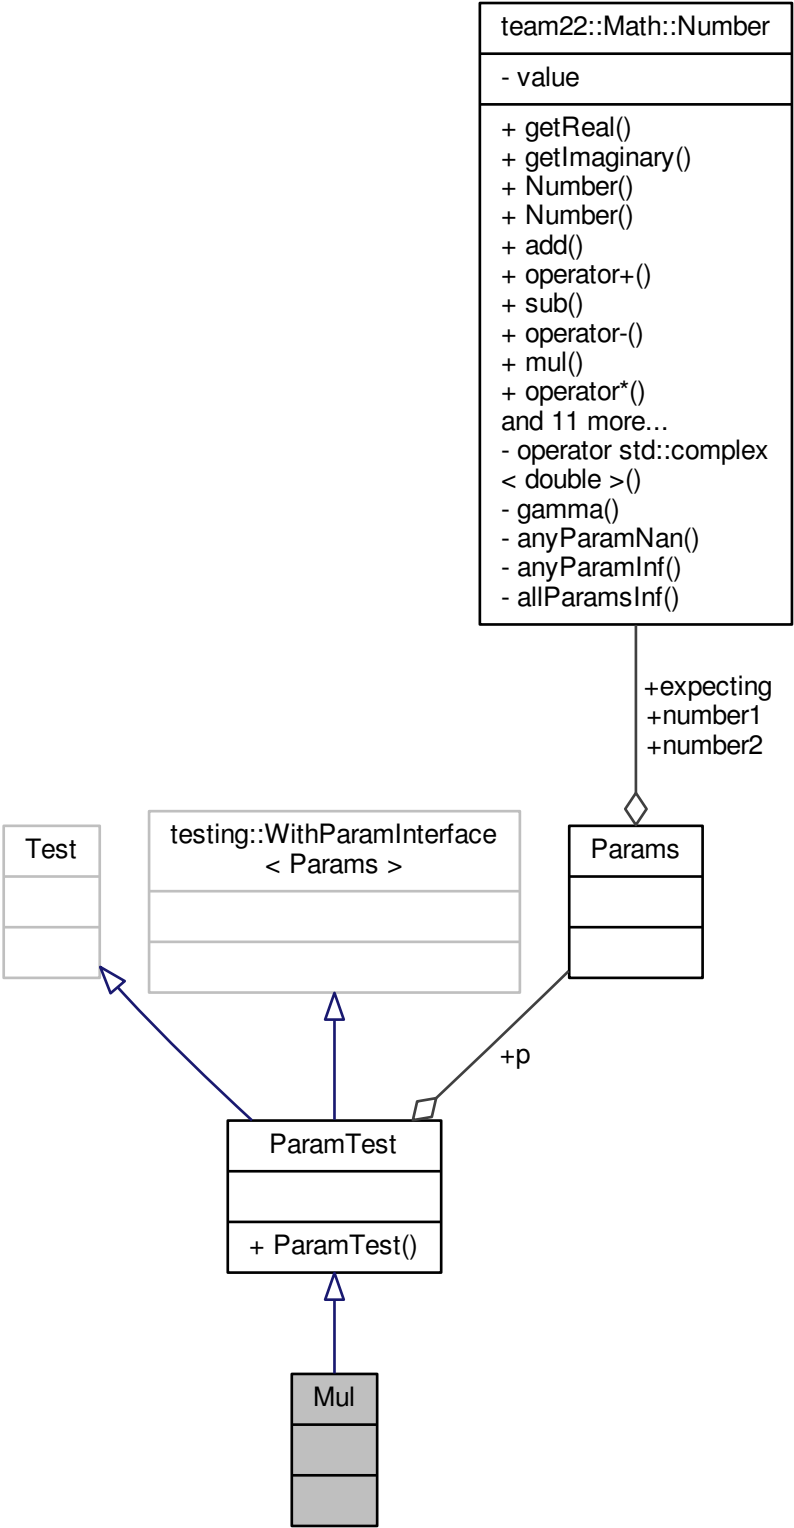 team22::Math::Number
- value
+ getReal()
+ getImaginary()
+ Number()
+ Number()
+ add()
+ operator+()
+ sub()
+ operator-()
+ mul()
+ operator*()
and 11 more...
- operator std::complex
< double >()
- gamma()
- anyParamNan()
- anyParamInf()
- allParamsInf()
+expecting
+number1
+number2
Test
testing::WithParamInterface
< Params >
Params
+p
ParamTest
+ ParamTest()
Mul